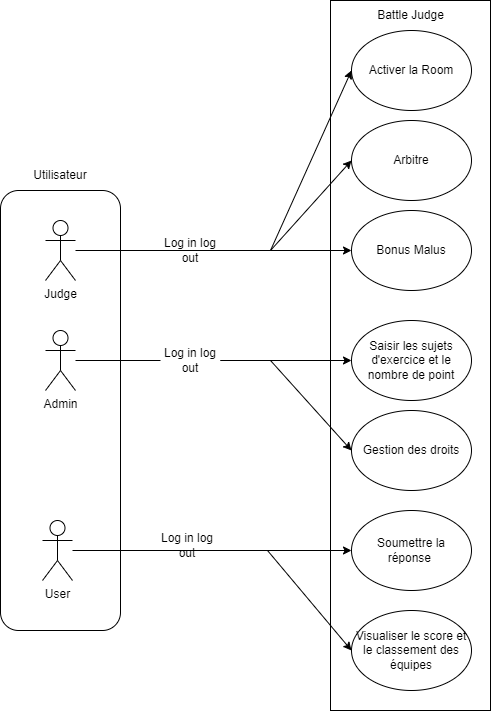 Battle Judge
Activer la Room
Arbitre
Utilisateur
Log in log
out
Bonus Malus
Judge
Log in log
out
Saisir les sujets
d'exercice et le
nombre de point
Admin
Gestion des droits
Log in log
out
Soumettre la
réponse
User
Visualiser le score et
le classement des
équipes